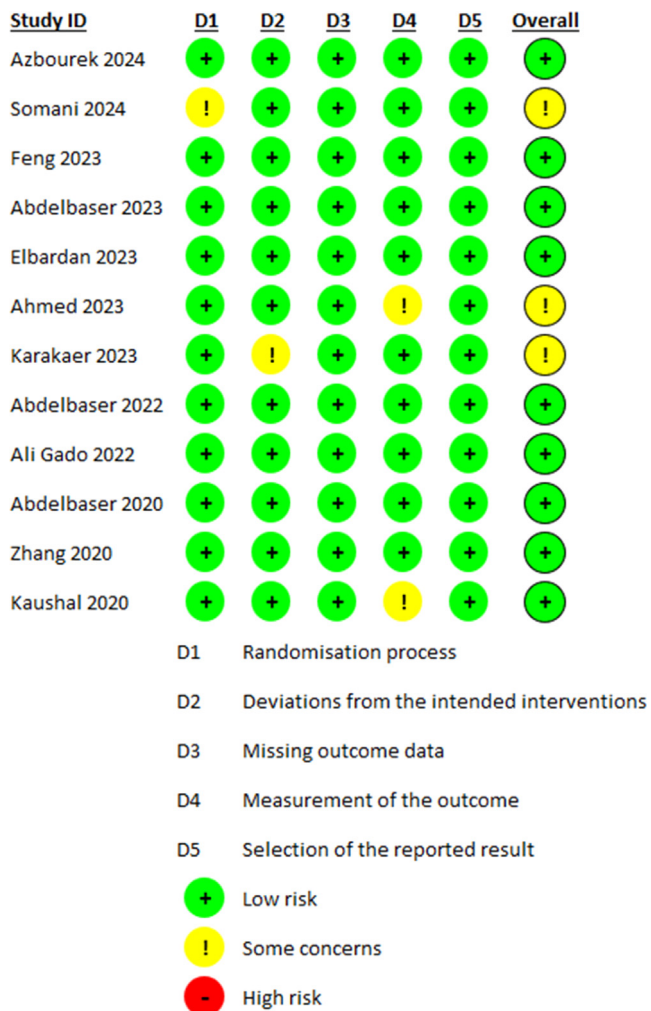 Study ID D1 D2 D3 D4 D5 Overall
Azbourek 2024 + + + + + +
Somani 2024 ! + + + + !
Feng 2023 + + + + + +
Abdelbaser 2023 + + + + + +
Elbardan 2023 + + + + + +
Ahmed 2023 + + + ! + !
Karakaer 2023 + ! + + + !
Abdelbaser 2022 + + + + + +
Ali Gado 2022 + + + + + +
Abdelbaser 2020 + + + + + +
Zhang 2020 + + + + + +
Kaushal 2020 + + + ! + +
D1 Randomisation process
D2 Deviations from the intended interventions
D3 Missing outcome data
D4 Measurement of the outcome
D5 Selection of the reported result
+ Low risk
! Some concerns
- High risk